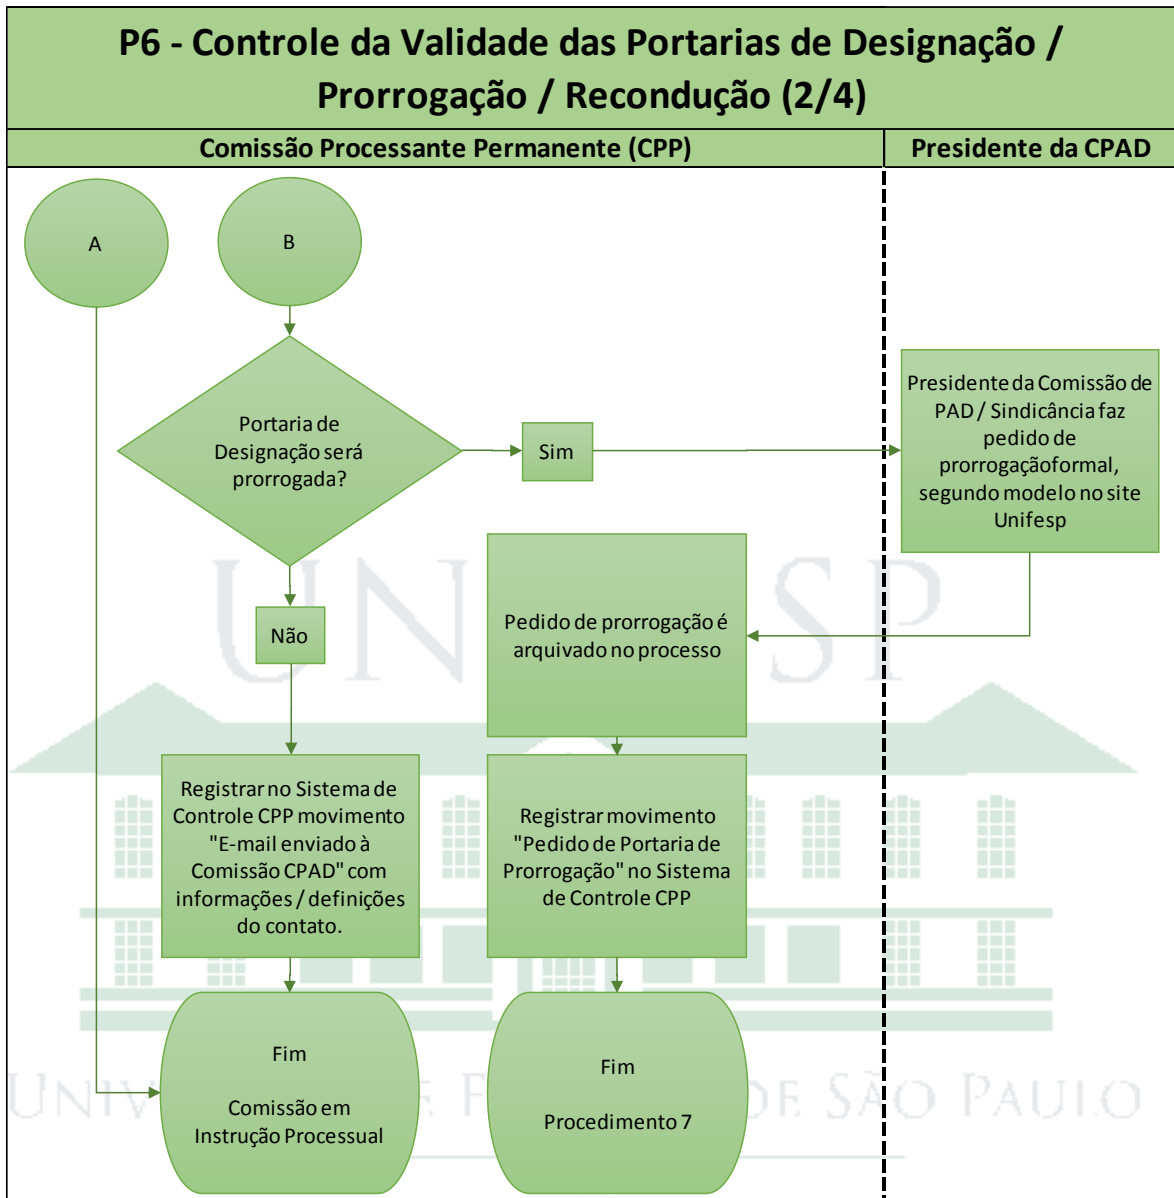 P6 - Controle da Validade das Portarias de Designação /
Prorrogação / Recondução (2/4)
Comissão Processante Permanente (CPP)
Presidente da CPAD
A
B
Portaria de
Designação será
prorrogada?
Sim
Presidente da Comissão de
PAD / Sindicância faz
pedido de
prorrogaçãoformal,
segundo modelo no site
Unifesp
Não
Pedido de prorrogação é
arquivado no processo
Registrar no Sistema de
Controle CPP movimento
"E-mail enviado à
Comissão CPAD" com
informações / definições
do contato.
Registrar movimento
"Pedido de Portaria de
Prorrogação" no Sistema
de Controle CPP
Fim
Comissão em
Instrução Processual
Fim
Procedimento 7
DE SÃO PAULO